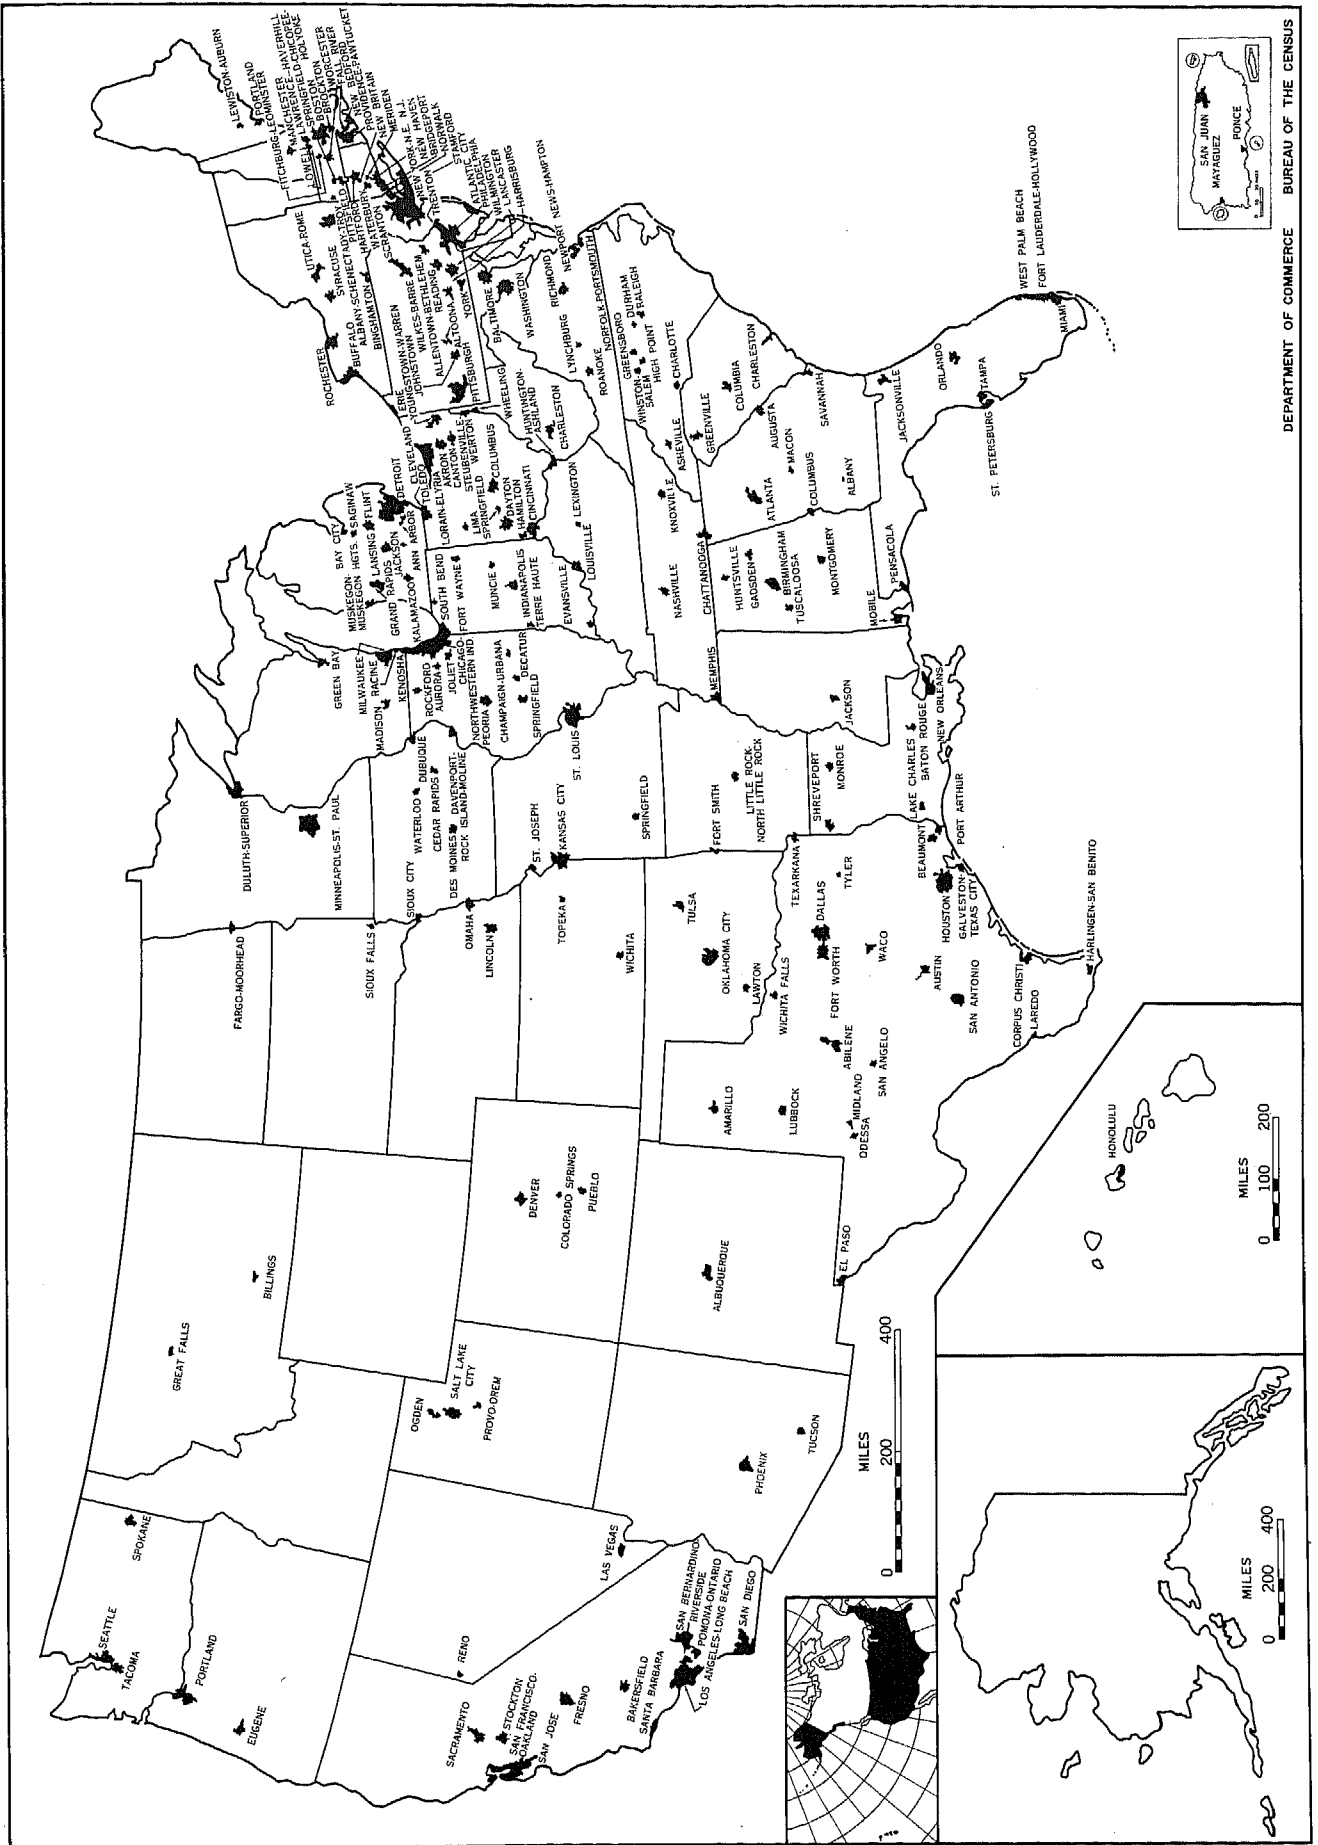 SEATTLE
TACOMA
SPOKANE
PORTLAND
EUGENE
GREAT FALLS
BILLINGS
RENO
SACRAMENTO
STOCKTON
SAN FRANCISCO-
OAKLAND
SAN JOSE
FRESNO
BAKERSFIELD
SANTA BARBARA
SAN BERNARDINO-
RIVERSIDE
POMONA-ONTARIO
LOS ANGELES-LONG BEACH
SAN DIEGO
LAS VEGAS
OGDEN
SALT LAKE
CITY
PROVO-OREM
PHOENIX
TUCSON
DENVER
COLORADO SPRINGS
PUEBLO
ALBUQUERQUE
EL PASO
FARGO-MOORHEAD
SIOUX FALLS
DULUTH-SUPERIOR
MINNEAPOLIS-ST. PAUL
SIOUX CITY
WATERLOO
DUBUQUE
CEDAR RAPIDS
DES MOINES
DAVENPORT-
ROCK ISLAND-MOLINE
OMAHA
LINCOLN
ST. JOSEPH
KANSAS CITY
TOPEKA
WICHITA
ST. LOUIS
SPRINGFIELD
TULSA
OKLAHOMA CITY
LAWTON
WICHITA FALLS
FORT SMITH
LITTLE ROCK-
NORTH LITTLE ROCK
TEXARKANA
AMARILLO
LUBBOCK
ABILENE
FORT WORTH
DALLAS
TYLER
MIDLAND
ODESSA
SAN ANGELO
WACO
AUSTIN
SAN ANTONIO
HOUSTON
GALVESTON-
TEXAS CITY
BEAUMONT
PORT ARTHUR
CORPUS CHRISTI
LAREDO
HARLINGEN-SAN BENITO
SHREVEPORT
MONROE
LAKE CHARLES
BATON ROUGE
NEW ORLEANS
JACKSON
MEMPHIS
GREEN BAY
MILWAUKEE
RACINE
MADISON
KENOSHA
ROCKFORD
AURORA
JOLIET
CHICAGO-
NORTHWESTERN IND.
PEORIA
CHAMPAIGN-URBANA
DECATUR
SPRINGFIELD
MUSKEGON-
MUSKEGON HGTS.
BAY CITY
SAGINAW
FLINT
LANSING
GRAND RAPIDS
JACKSON
DETROIT
KALAMAZOO
ANN ARBOR
TOLEDO
SOUTH BEND
FORT WAYNE
MUNCIE
INDIANAPOLIS
TERRE HAUTE
EVANSVILLE
LOUISVILLE
LEXINGTON
CLEVELAND
LORAIN-ELYRIA
AKRON
CANTON
STEUBENVILLE-
WEIRTON
LIMA
SPRINGFIELD
COLUMBUS
DAYTON
HAMILTON
CINCINNATI
YOUNGSTOWN-WARREN
ERIE
PITTSBURGH
WHEELING
HUNTINGTON-
ASHLAND
CHARLESTON
ROCHESTER
BUFFALO
UTICA-ROME
SYRACUSE
ALBANY-SCHENECTADY-TROY
BINGHAMTON
LEWISTON-AUBURN
PORTLAND
FITCHBURG-LEOMINSTER
MANCHESTER
LAWRENCE-HAVERHILL
LOWELL
SPRINGFIELD-CHICOPEE-
HOLYOKE
BOSTON
BROCKTON
WORCESTER
FALL RIVER
NEW BEDFORD
PROVIDENCE-PAWTUCKET
NEW BRITAIN
MERIDEN
PITTSFIELD
HARTFORD
WATERBURY
SCRANTON
NEW YORK-N.E. N.J.
NEW HAVEN
BRIDGEPORT
NORWALK
STAMFORD
TRENTON
ATLANTIC
CITY
PHILADELPHIA
WILMINGTON
LANCASTER
HARRISBURG
WILKES-BARRE
ALLENTOWN-BETHLEHEM
READING
JOHNSTOWN
ALTOONA
YORK
BALTIMORE
WASHINGTON
RICHMOND
NEWPORT NEWS-HAMPTON
NORFOLK-PORTSMOUTH
LYNCHBURG
ROANOKE
GREENSBORO
DURHAM
RALEIGH
WINSTON-
SALEM
HIGH POINT
CHARLOTTE
ASHEVILLE
GREENVILLE
COLUMBIA
CHARLESTON
KNOXVILLE
NASHVILLE
CHATTANOOGA
HUNTSVILLE
GADSDEN
BIRMINGHAM
TUSCALOOSA
MONTGOMERY
MOBILE
PENSACOLA
ATLANTA
AUGUSTA
MACON
COLUMBUS
ALBANY
SAVANNAH
JACKSONVILLE
ORLANDO
TAMPA
ST. PETERSBURG
WEST PALM BEACH
FORT LAUDERDALE-HOLLYWOOD
MIAMI
MILES
0 200 400
MILES
0 200 400
HONOLULU
MILES
0 100 200
SAN JUAN
MAYAGUEZ
PONCE
DEPARTMENT OF COMMERCE BUREAU OF THE CENSUS